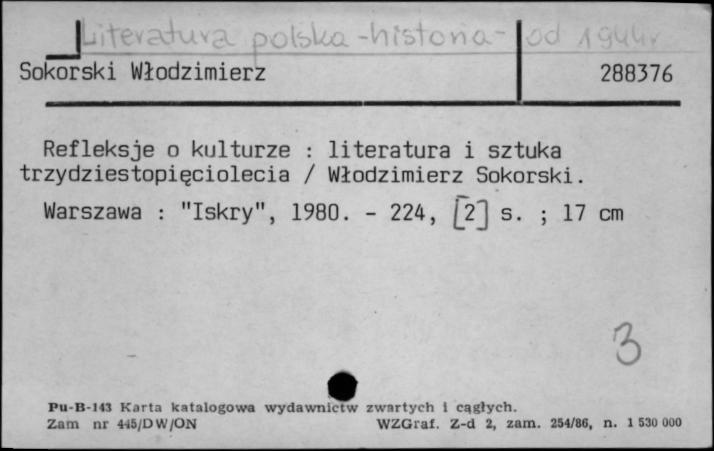 Literatura polska - historia - od 1944r
Sokorski Włodzimierz 288376
Refleksje o kulturze : literatura i sztuka
trzydziestopięciolecia / Włodzimierz Sokorski.
Warszawa : "Iskry", 1980. - 224, [2] s. ; 17 cm
3
Pu-B-143 Karta katalogowa wydawnictw zwartych i cągłych.
Zam nr 445/DW/ON WZGraf. Z-d 2, zam. 254/86, n. 1 530 000